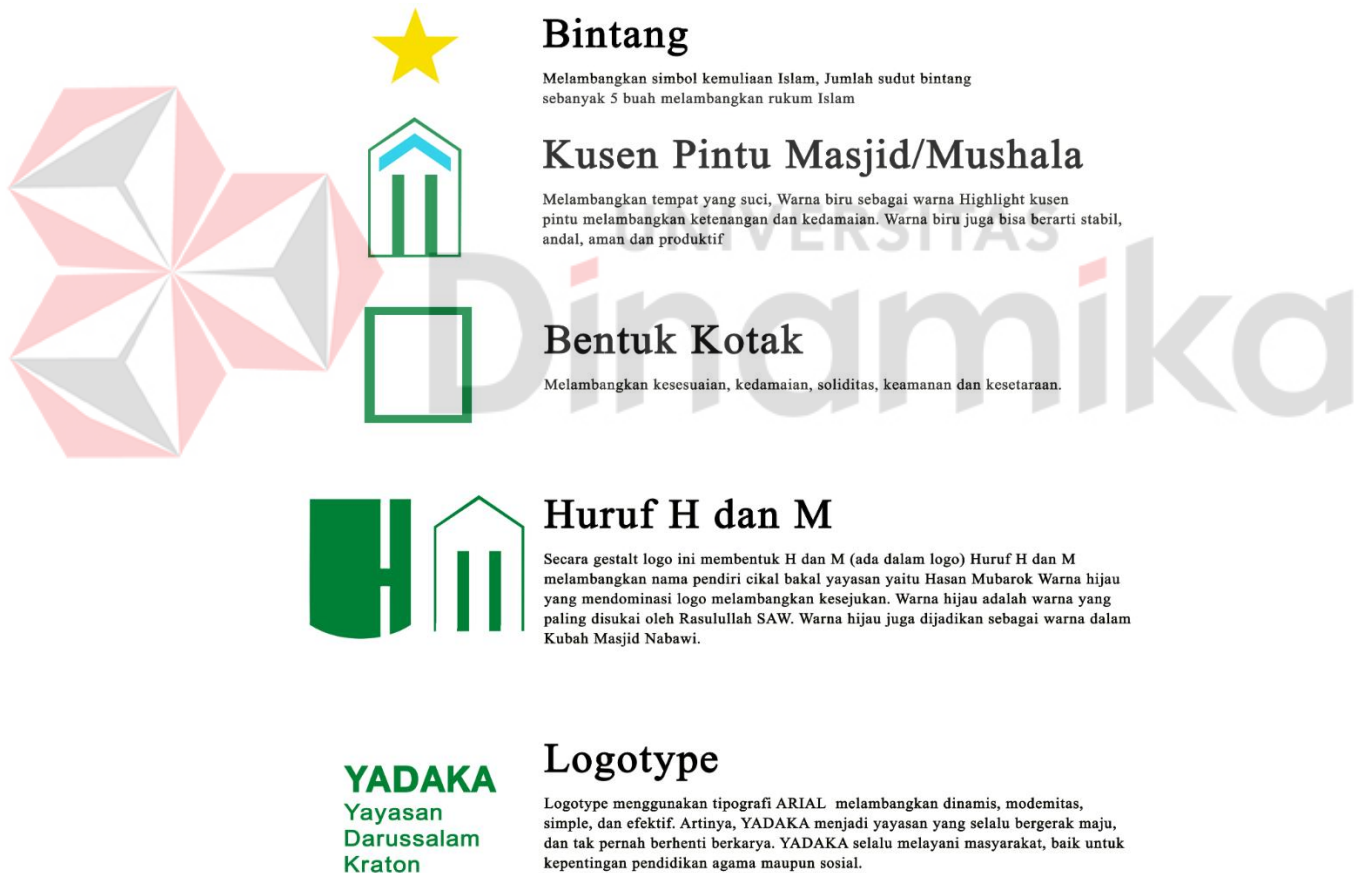 Bintang
Melambangkan simbol kemuliaan Islam, Jumlah sudut bintang
sebanyak 5 buah melambangkan rukum Islam
Kusen Pintu Masjid/Mushala
Melambangkan tempat yang suci, Warna biru sebagai warna Highlight kusen
pintu melambangkan ketenangan dan kedamaian. Warna biru juga bisa berarti stabil,
andal, aman dan produktif
UNIVERSITAS
Dinamika
Bentuk Kotak
Melambangkan kesesuaian, kedamaian, soliditas, keamanan dan kesetaraan.
HM
Huruf H dan M
Secara gestalt logo ini membentuk H dan M (ada dalam logo) Huruf H dan M
melambangkan nama pendiri cikal bakal yayasan yaitu Hasan Mubarok Warna hijau
yang mendominasi logo melambangkan kesejukan. Warna hijau adalah warna yang
paling disukai oleh Rasulullah SAW. Warna hijau juga dijadikan sebagai warna dalam
Kubah Masjid Nabawi.
YADAKA
Yayasan
Darussalam
Kraton
Logotype
Logotype menggunakan tipografi ARIAL melambangkan dinamis, modemitas,
simple, dan efektif. Artinya, YADAKA menjadi yayasan yang selalu bergerak maju,
dan tak pernah berhenti berkarya. YADAKA selalu melayani masyarakat, baik untuk
kepentingan pendidikan agama maupun sosial.